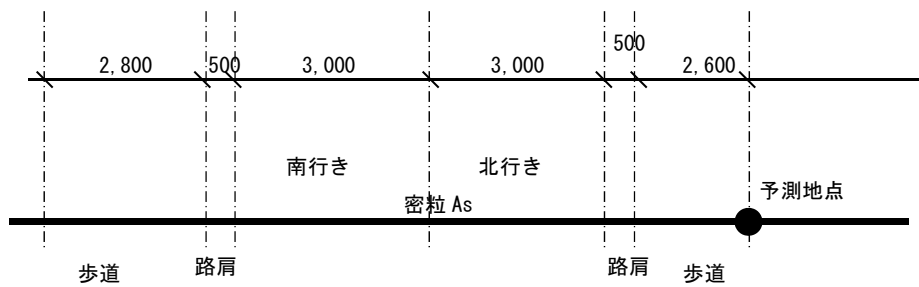 500
2,800
500
3,000
3,000
2,600
南行き
北行き
予測地点
密粒 As
歩道
路肩
路肩
歩道